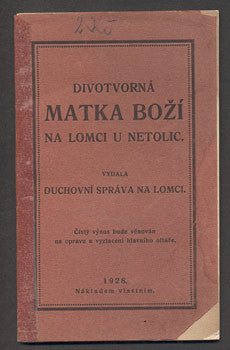 DIVOTVORNÁ
MATKA BOŽÍ
NA LOMCI U NETOLIC.
VYDALA
DUCHOVNÍ SPRÁVA NA LOMCI.
Čistý výnos bude věnován
na opravu a vyzlacení hlavního oltáře.
1928.
Nákladem vlastním.